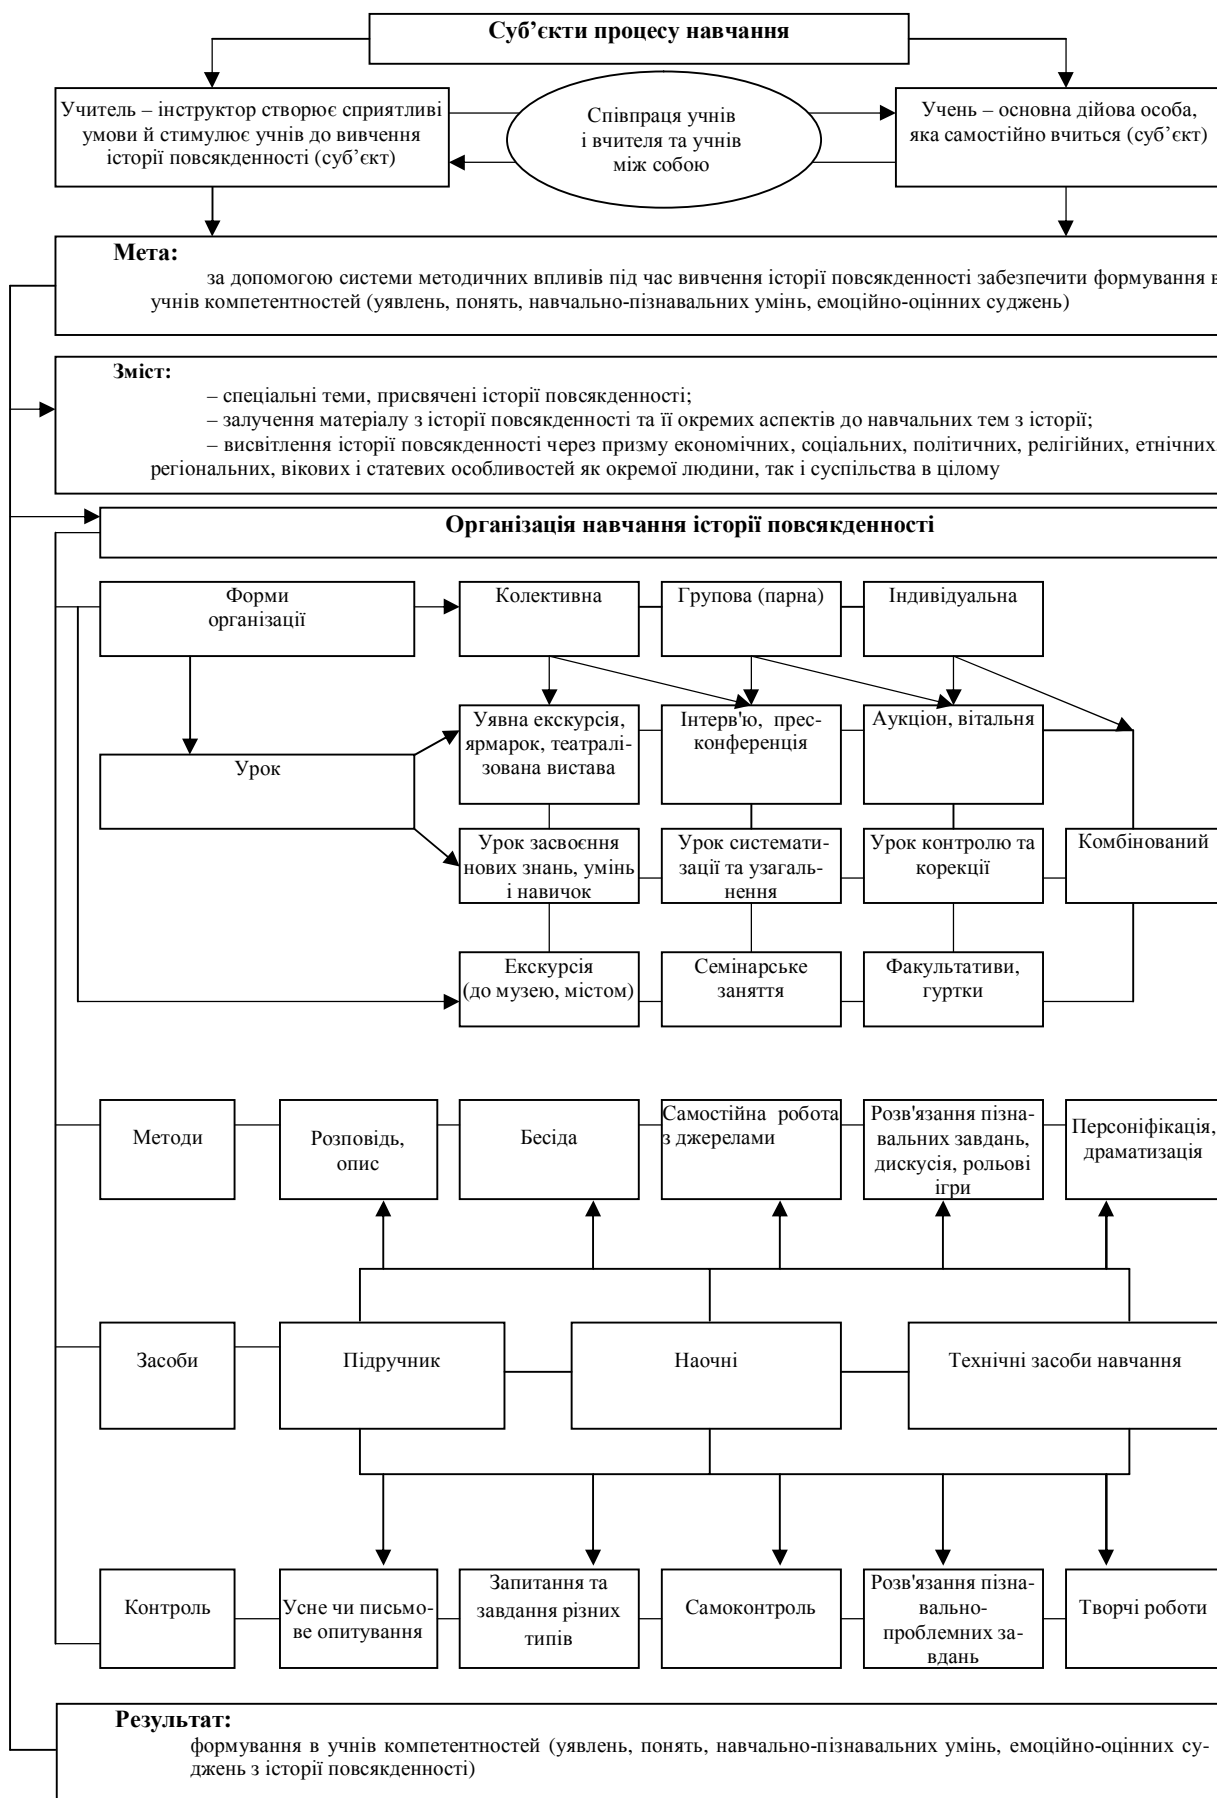 Суб’єкти процесу навчання
Учитель – інструктор створює сприятливі
умови й стимулює учнів до вивчення
історії повсякденності (суб’єкт)
Співпраця учнів
і вчителя та учнів
між собою
Учень – основна дійова особа,
яка самостійно вчиться (суб’єкт)
Мета:
за допомогою системи методичних впливів під час вивчення історії повсякденності забезпечити формування в
учнів компетентностей (уявлень, понять, навчально-пізнавальних умінь, емоційно-оцінних суджень)
Зміст:
– спеціальні теми, присвячені історії повсякденності;
– залучення матеріалу з історії повсякденності та її окремих аспектів до навчальних тем з історії;
– висвітлення історії повсякденності через призму економічних, соціальних, політичних, релігійних, етнічних,
регіональних, вікових і статевих особливостей як окремої людини, так і суспільства в цілому
Організація навчання історії повсякденності
Форми
організації
Колективна
Групова (парна)
Індивідуальна
Урок
Уявна екскурсія,
ярмарок, театралі-
зована вистава
Інтерв'ю, прес-
конференція
Аукціон, вітальня
Урок засвоєння
нових знань, умінь
і навичок
Урок системати-
зації та узагаль-
нення
Урок контролю та
корекції
Комбінований
Екскурсія
(до музею, містом)
Семінарське
заняття
Факультативи,
гуртки
Методи
Розповідь,
опис
Бесіда
Самостійна робота
з джерелами
Розв'язання пізна-
вальних завдань,
дискусія, рольові
ігри
Персоніфікація,
драматизація
Засоби
Підручник
Наочні
Технічні засоби навчання
Контроль
Усне чи письмо-
ве опитування
Запитання та
завдання різних
типів
Самоконтроль
Розв'язання пізна-
вально-
проблемних за-
вдань
Творчі роботи
Результат:
формування в учнів компетентностей (уявлень, понять, навчально-пізнавальних умінь, емоційно-оцінних су-
джень з історії повсякденності)